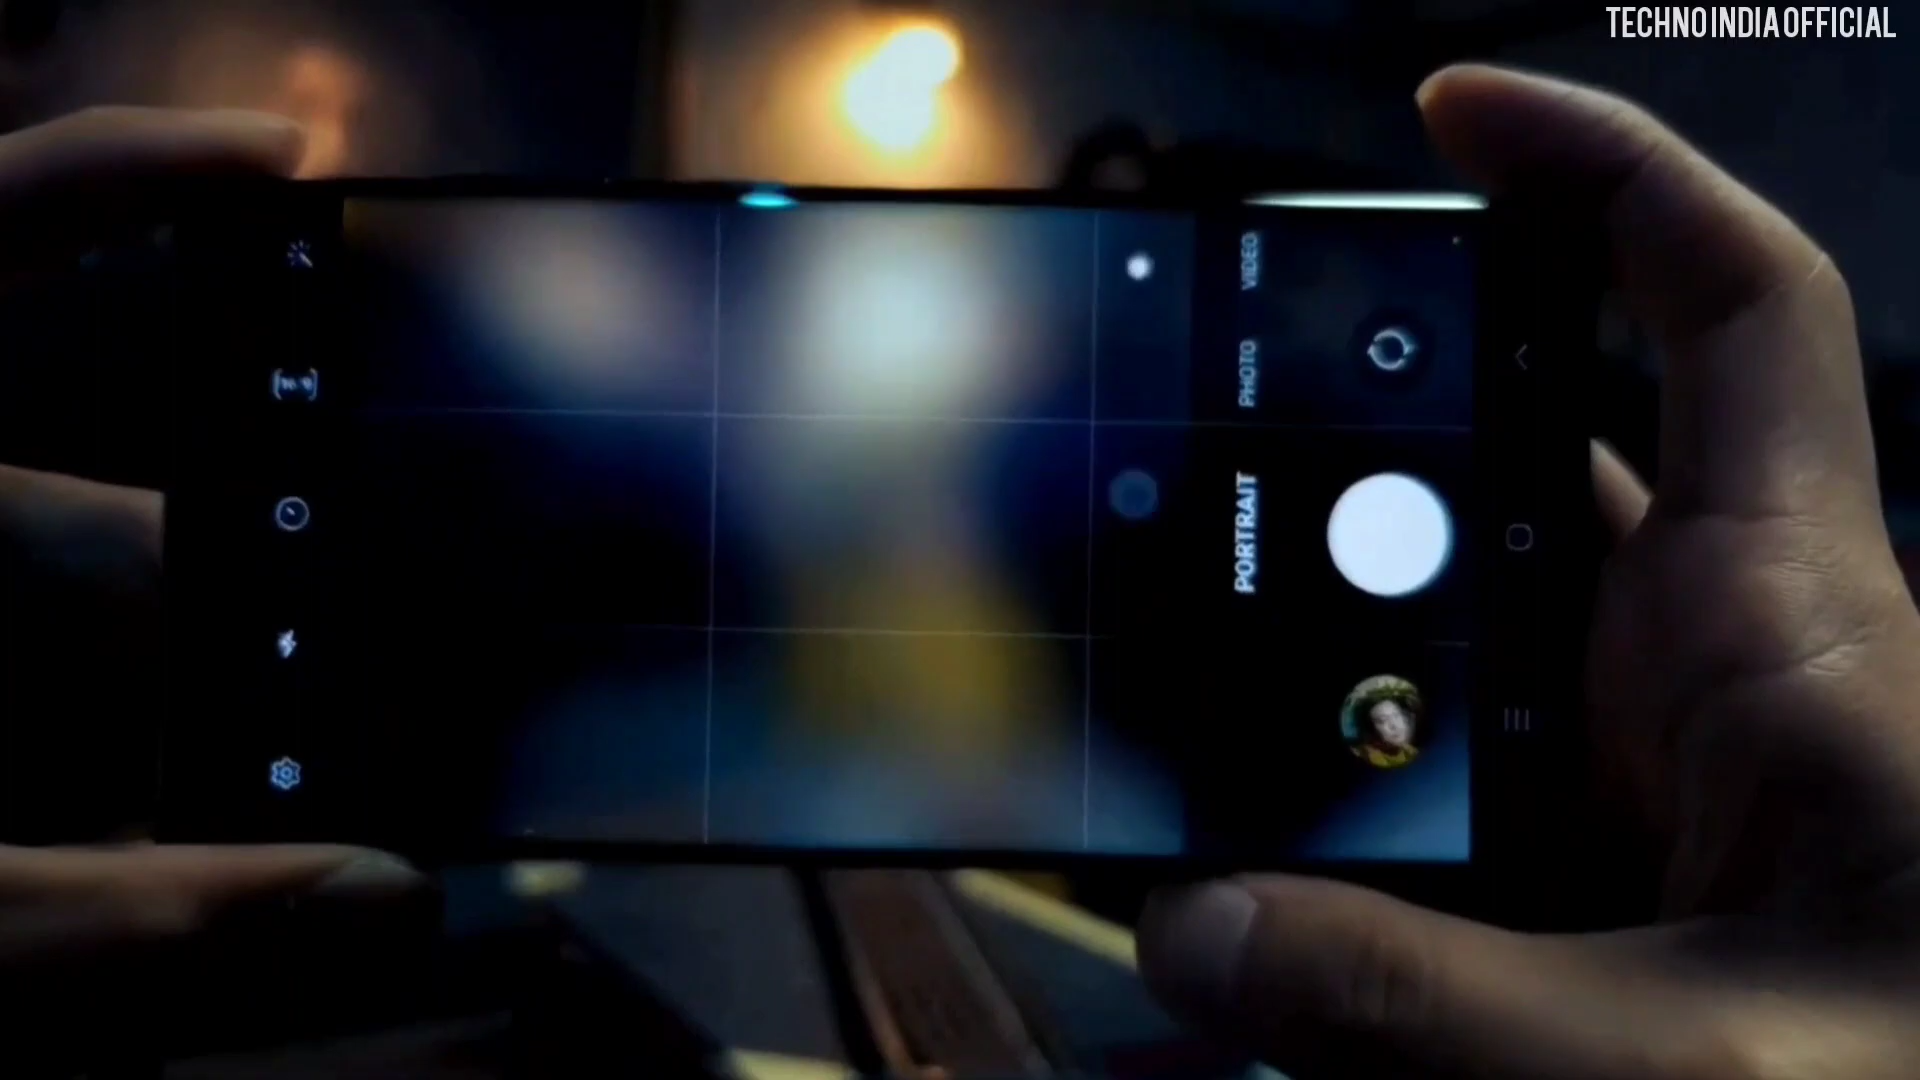 TECHNO INDIA OFFICIAL
VIDEO
PHOTO
PORTRAIT